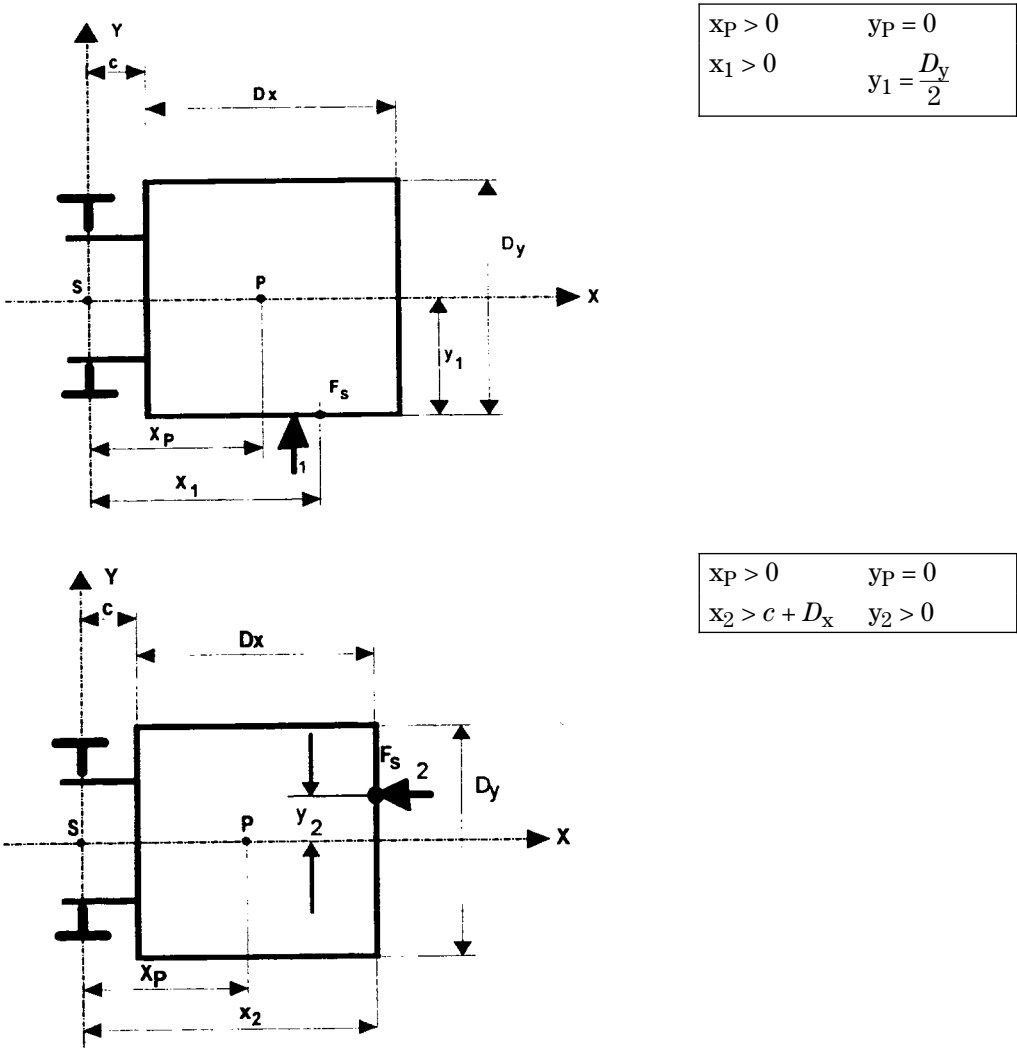 Y
c
Dx
Dy
S
P
X
y1
Fs
xP
1
x1
xP > 0 yP = 0
x1 > 0 y1 = Dy/2
Y
c
Dx
Fs 2
Dy
y2
S
P
X
XP
x2
xP > 0 yP = 0
x2 > c + Dx y2 > 0